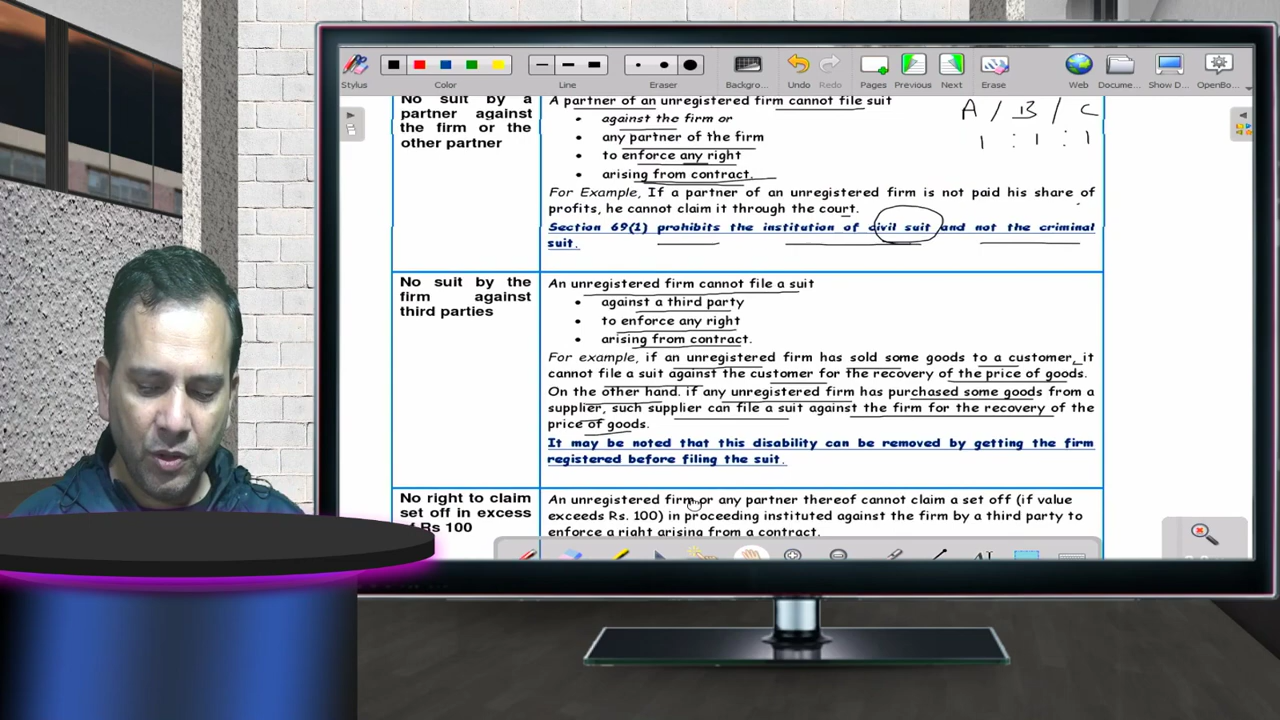 Stylus
Color
Line
Eraser
Backgro...
Undo
Redo
Pages
Previous
Next
Erase
Web
Docume...
Show D...
OpenBo...
No suit by a
partner against
the firm or the
other partner
A partner of an unregistered firm cannot file suit
• against the firm or
• any partner of the firm
• to enforce any right
• arising from contract.
For Example, If a partner of an unregistered firm is not paid his share of
profits, he cannot claim it through the court.
Section 69(1) prohibits the institution of civil suit and not the criminal
suit.
A / B / C
1 : 1 : 1
No suit by the
firm against
third parties
An unregistered firm cannot file a suit
• against a third party
• to enforce any right
• arising from contract.
For example, if an unregistered firm has sold some goods to a customer, it
cannot file a suit against the customer for the recovery of the price of goods.
On the other hand. if any unregistered firm has purchased some goods from a
supplier, such supplier can file a suit against the firm for the recovery of the
price of goods.
It may be noted that this disability can be removed by getting the firm
registered before filing the suit.
No right to claim
set off in excess
of Rs 100
An unregistered firm or any partner thereof cannot claim a set off (if value
exceeds Rs. 100) in proceeding instituted against the firm by a third party to
enforce a right arising from a contract.